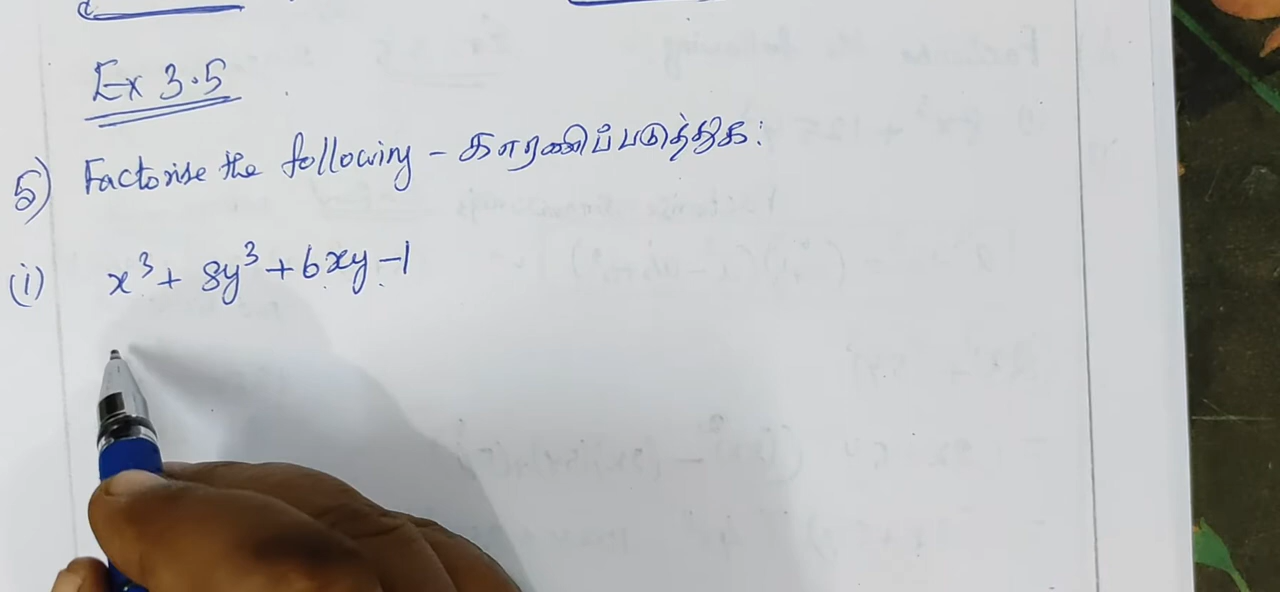 Ex 3.5
5) Factorise the following - காரணிப்படுத்துக:
(i) x³ + 8y³ + 6xy - 1